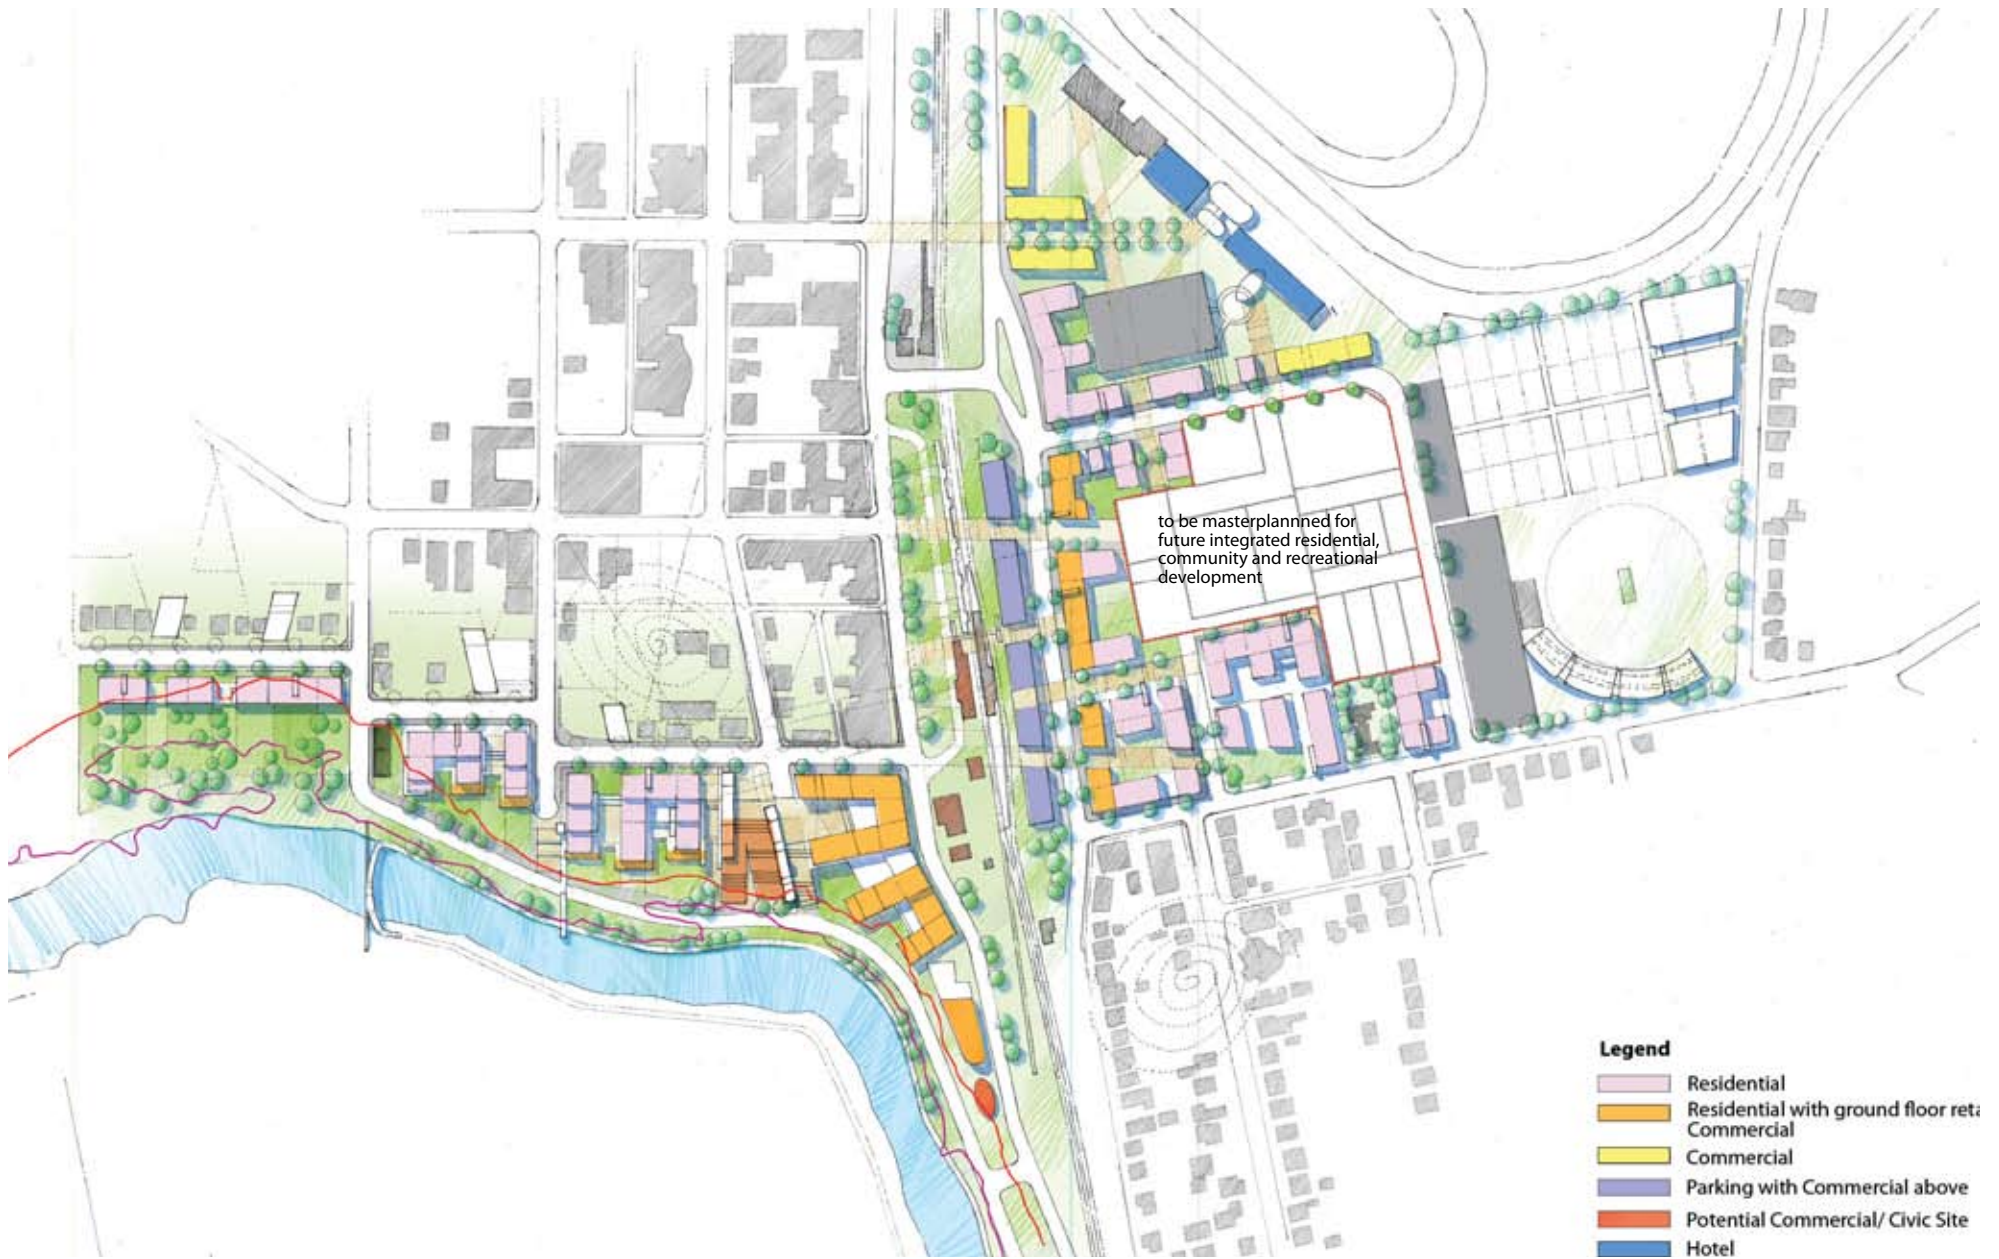 to be masterplannned for
future integrated residential,
community and recreational
development
Legend
Residential
Residential with ground floor reta
Commercial
Commercial
Parking with Commercial above
Potential Commercial/ Civic Site
Hotel